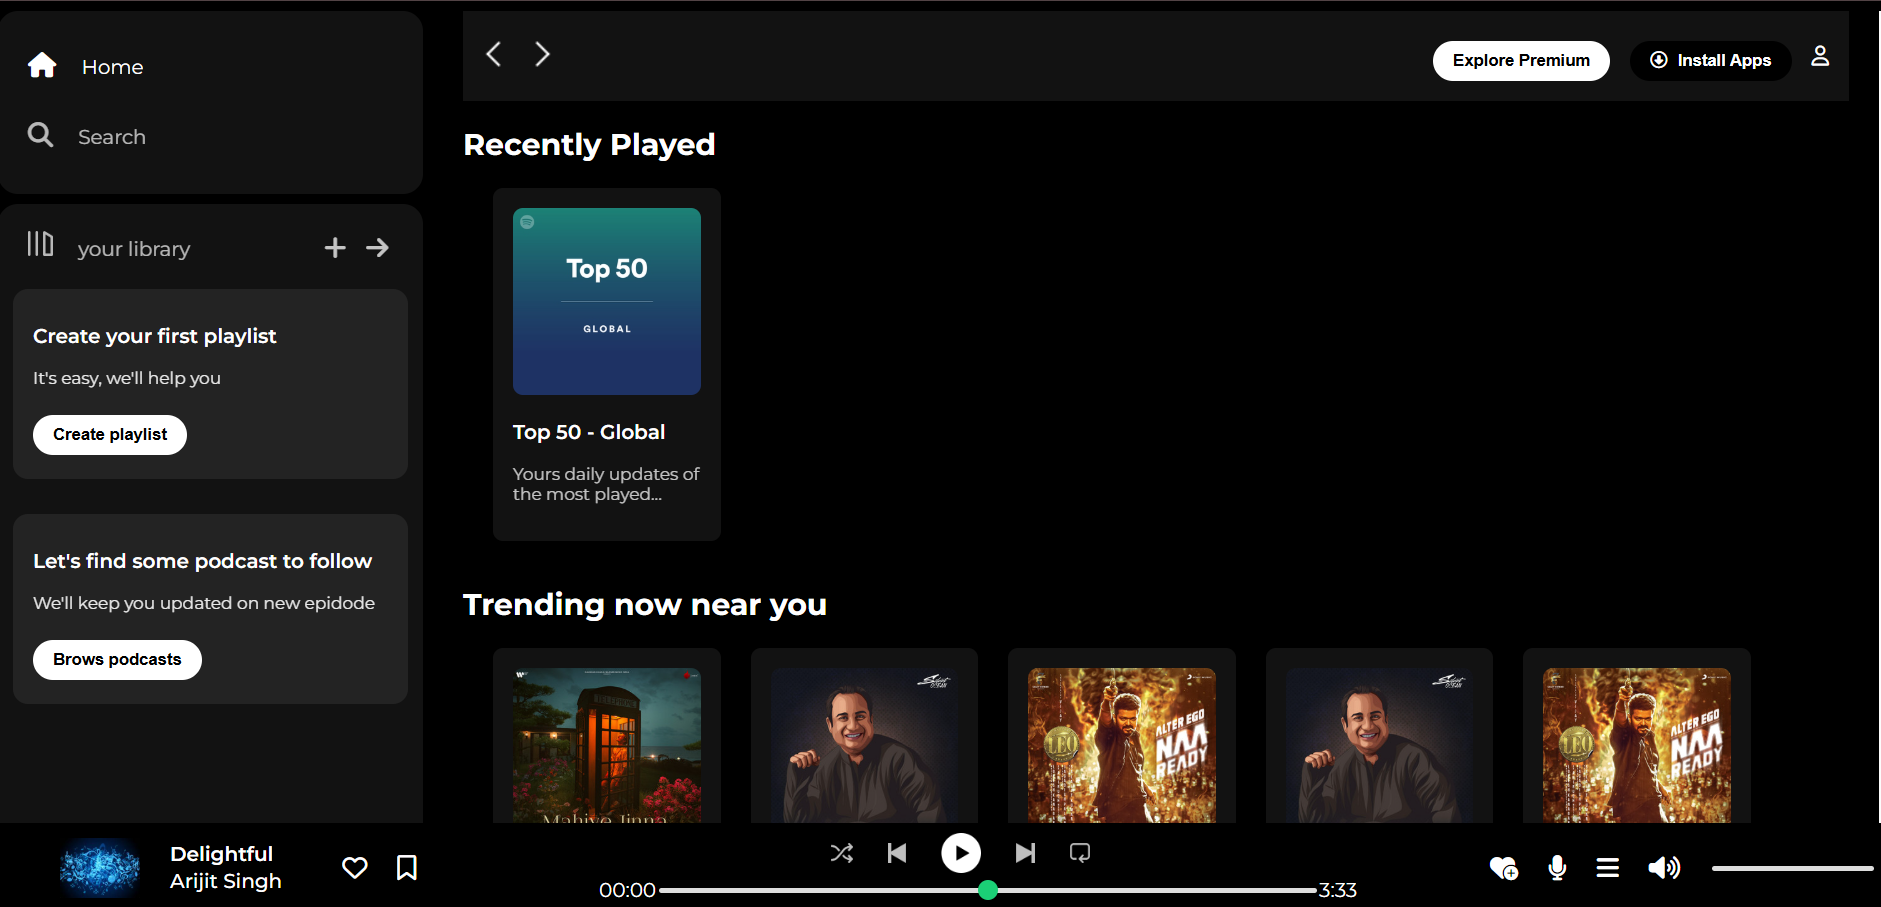 Home
Search
your library
Create your first playlist
It's easy, we'll help you
Create playlist
Let's find some podcast to follow
We'll keep you updated on new epidode
Brows podcasts
Explore Premium
Install Apps
Recently Played
Top 50
GLOBAL
Top 50 - Global
Yours daily updates of
the most played...
Trending now near you
TELEPHONE
Mahiye Jinna
ALTER EGO
NAA
READY
LEO
ALTER EGO
NAA
READY
LEO
Delightful
Arijit Singh
00:00
3:33